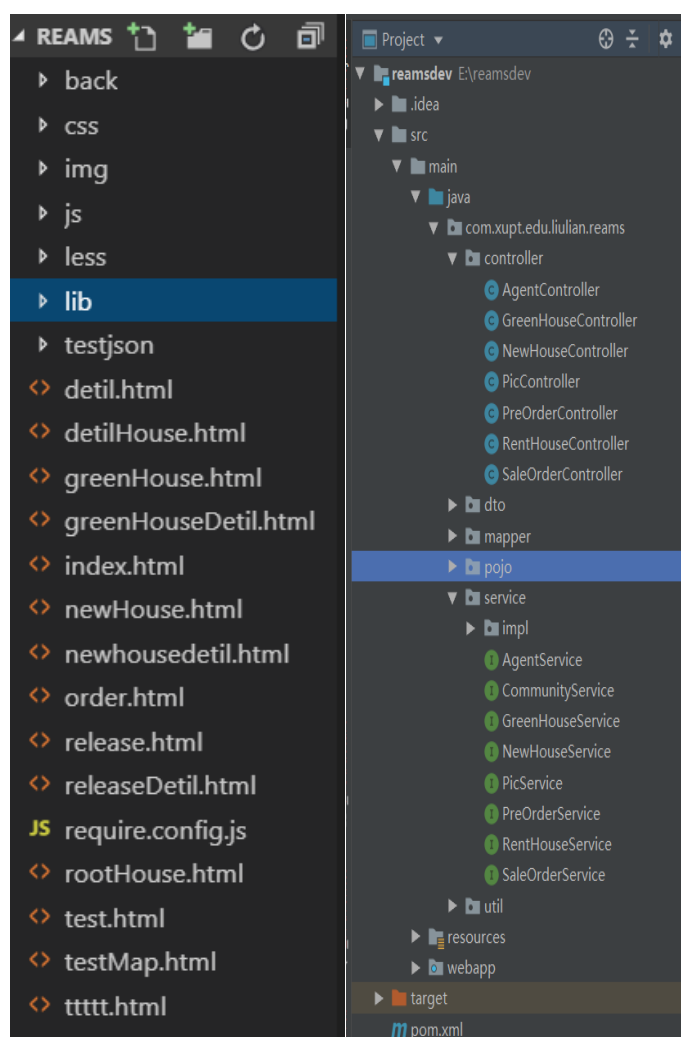 REAMS
back
css
img
js
less
lib
testjson
detil.html
detilHouse.html
greenHouse.html
greenHouseDetil.html
index.html
newHouse.html
newhousedetil.html
order.html
release.html
releaseDetil.html
JS require.config.js
rootHouse.html
test.html
testMap.html
ttttt.html
Project
reamsdev E:\reamsdev
.idea
src
main
java
com.xupt.edu.liulian.reams
controller
C AgentController
C GreenHouseController
C NewHouseController
C PicController
C PreOrderController
C RentHouseController
C SaleOrderController
dto
mapper
pojo
service
impl
I AgentService
I CommunityService
I GreenHouseService
I NewHouseService
I PicService
I PreOrderService
I RentHouseService
I SaleOrderService
util
resources
webapp
target
m pom.xml